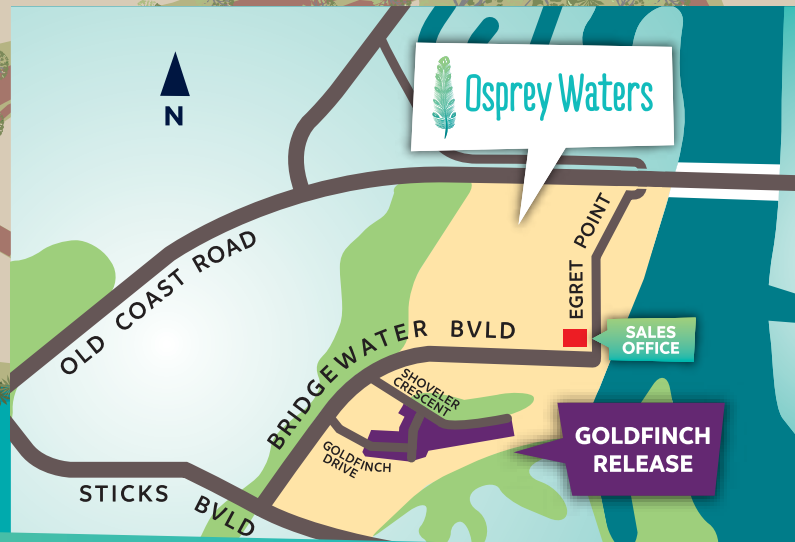 Osprey Waters
N
OLD COAST ROAD
EGRET POINT
BRIDGEWATER BVLD
SALES
OFFICE
SHOVELER
CRESCENT
GOLDFINCH
DRIVE
GOLDFINCH
RELEASE
STICKS BVLD